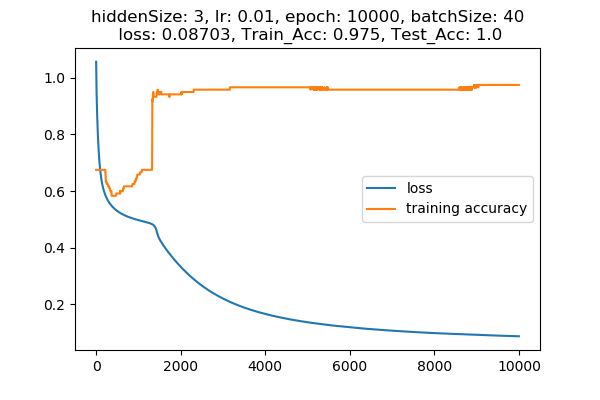 hiddenSize: 3, lr: 0.01, epoch: 10000, batchSize: 40
loss: 0.08703, Train_Acc: 0.975, Test_Acc: 1.0
1.0
0.8
0.6
0.4
0.2
loss
training accuracy
0
2000
4000
6000
8000
10000